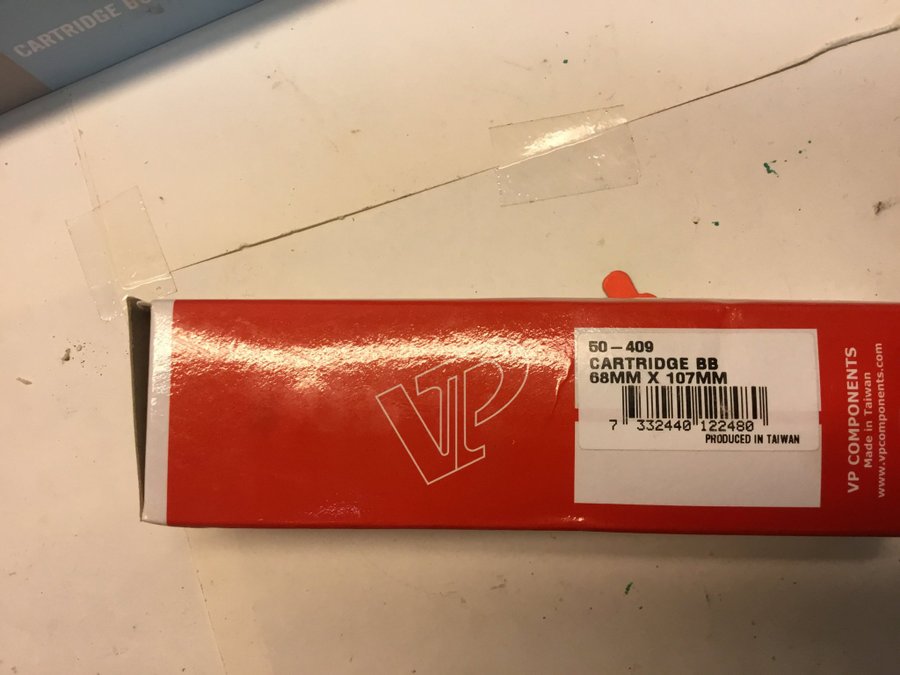 CARTRIDGE
VP
50-409
CARTRIDGE BB
68MM X 107MM
7 332440 122480
PRODUCED IN TAIWAN
VP COMPONENTS
Made in Taiwan
www.vpcomponents.com